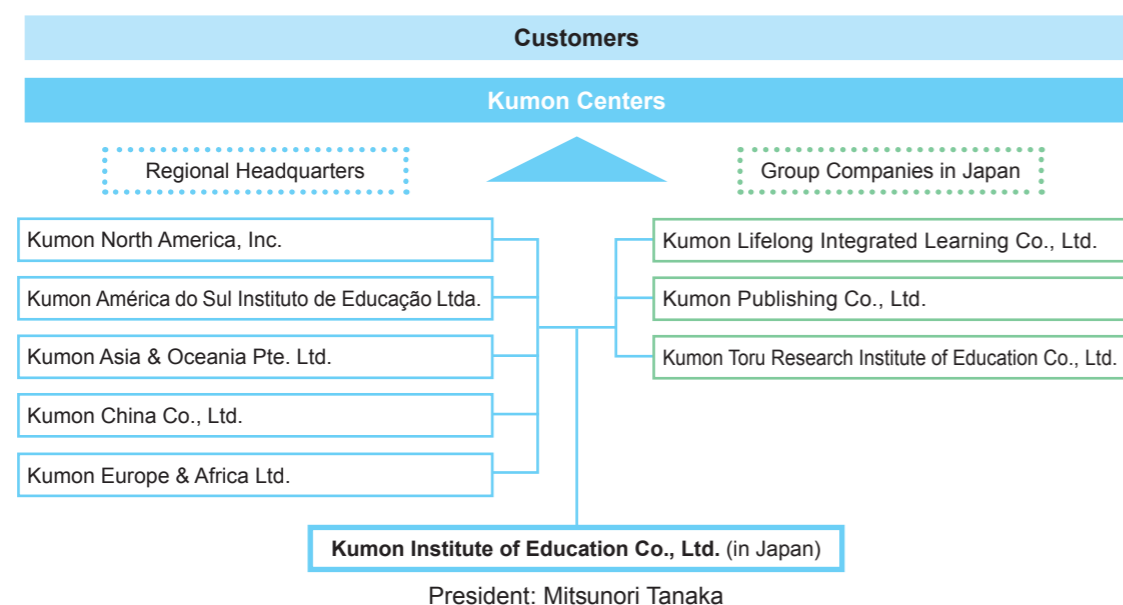 Customers
Kumon Centers
Regional Headquarters
Kumon North America, Inc.
Kumon América do Sul Instituto de Educação Ltda.
Kumon Asia & Oceania Pte. Ltd.
Kumon China Co., Ltd.
Kumon Europe & Africa Ltd.
Group Companies in Japan
Kumon Lifelong Integrated Learning Co., Ltd.
Kumon Publishing Co., Ltd.
Kumon Toru Research Institute of Education Co., Ltd.
Kumon Institute of Education Co., Ltd. (in Japan)
President: Mitsunori Tanaka